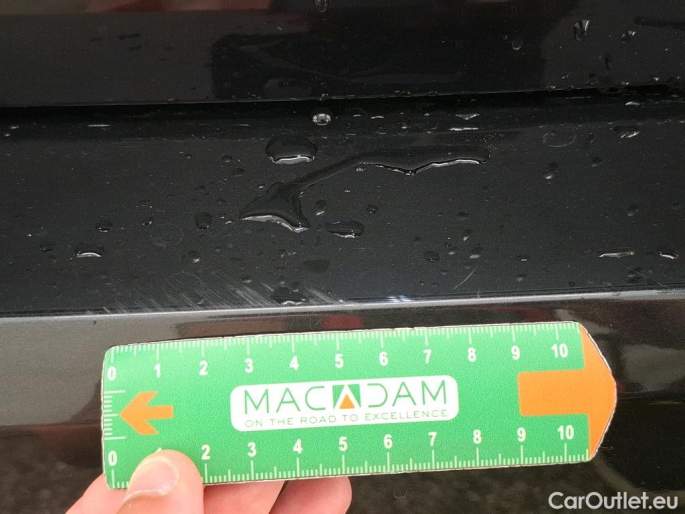 0 1 2 3 4 5 6 7 8 9 10
MACADAM
ON THE ROAD TO EXCELLENCE
0 2 3 4 5 6 7 8 9 10
CarOutlet.eu